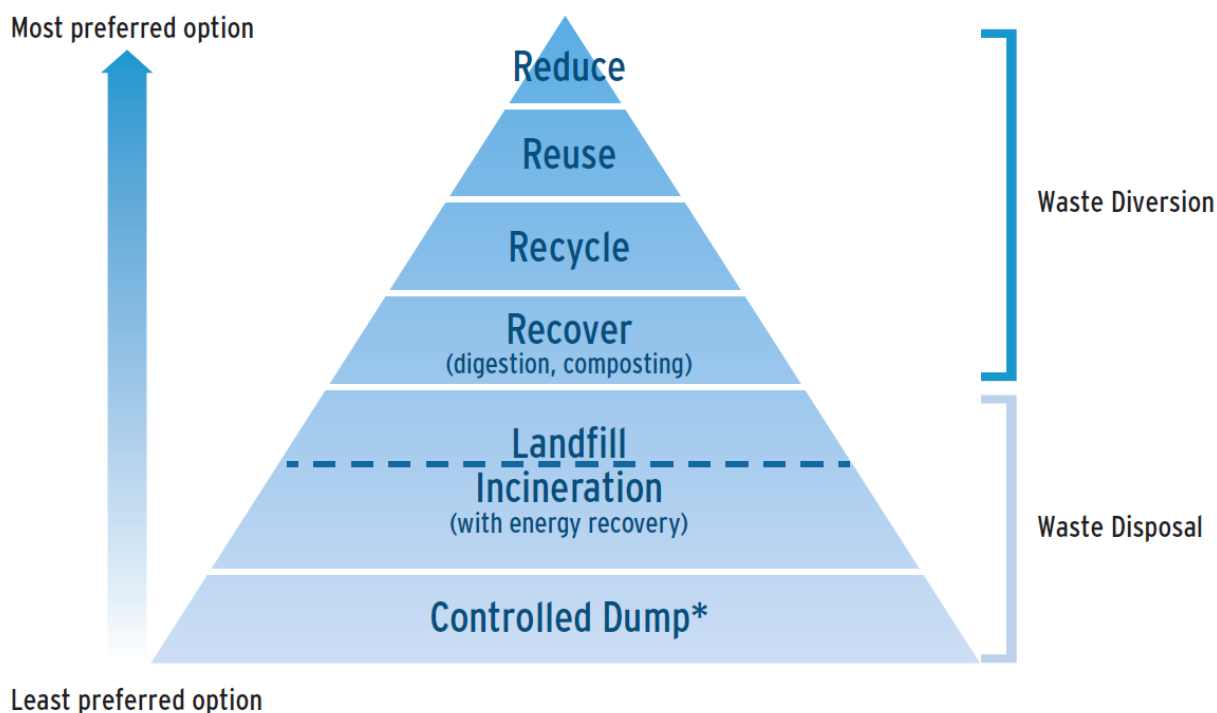 Most preferred option
Reduce
Reuse
Recycle
Recover
(digestion, composting)
Waste Diversion
Landfill
Incineration
(with energy recovery)
Waste Disposal
Controlled Dump*
Least preferred option